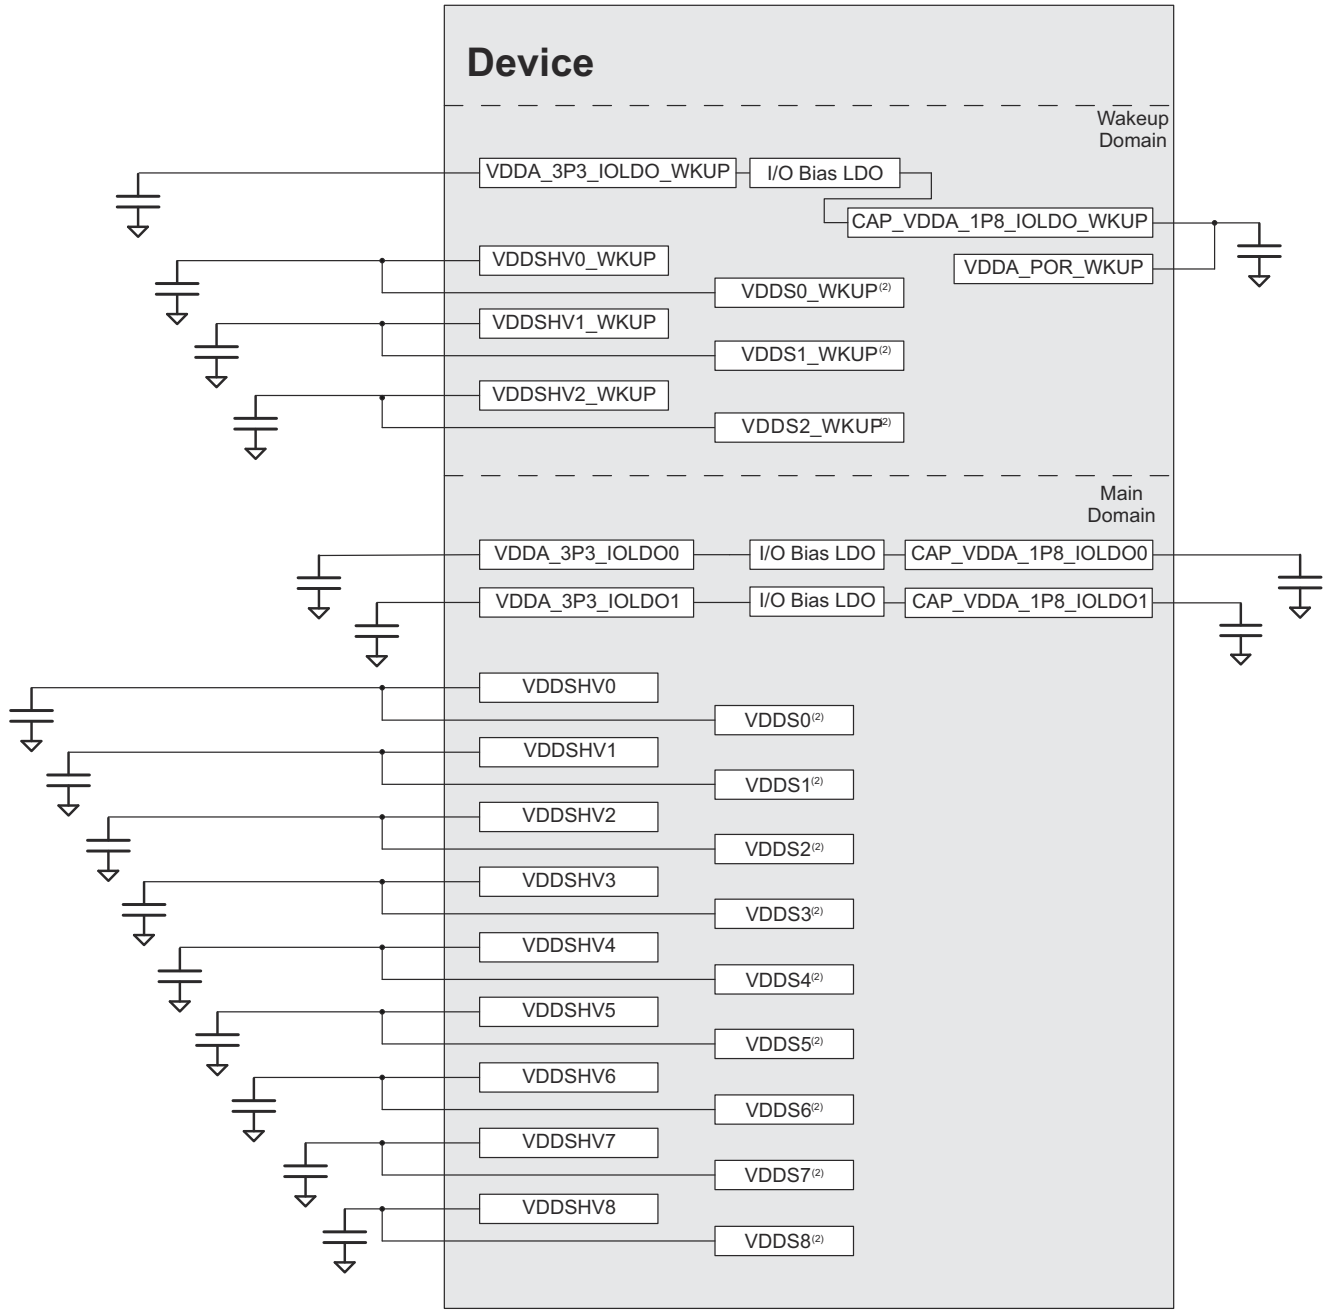 Device
Wakeup
Domain
VDDA_3P3_IOLDO_WKUP
I/O Bias LDO
CAP_VDDA_1P8_IOLDO_WKUP
VDDSHV0_WKUP
VDDA_POR_WKUP
VDDS0_WKUP(2)
VDDSHV1_WKUP
VDDS1_WKUP(2)
VDDSHV2_WKUP
VDDS2_WKUP(2)
Main
Domain
VDDA_3P3_IOLDO0
I/O Bias LDO
CAP_VDDA_1P8_IOLDO0
VDDA_3P3_IOLDO1
I/O Bias LDO
CAP_VDDA_1P8_IOLDO1
VDDSHV0
VDDS0(2)
VDDSHV1
VDDS1(2)
VDDSHV2
VDDS2(2)
VDDSHV3
VDDS3(2)
VDDSHV4
VDDS4(2)
VDDSHV5
VDDS5(2)
VDDSHV6
VDDS6(2)
VDDSHV7
VDDS7(2)
VDDSHV8
VDDS8(2)